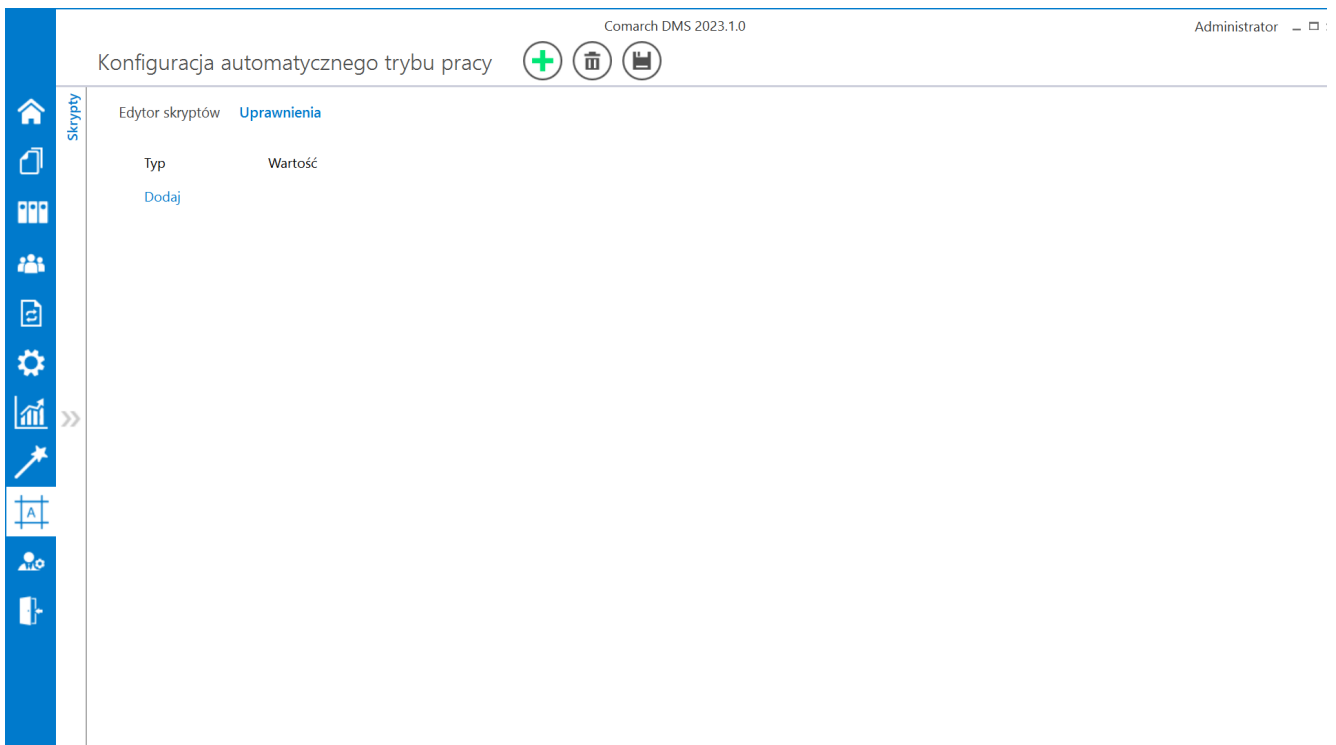 Comarch DMS 2023.1.0
Administrator
Konfiguracja automatycznego trybu pracy
Skrypty
Edytor skryptów Uprawnienia
Typ Wartość
Dodaj
A